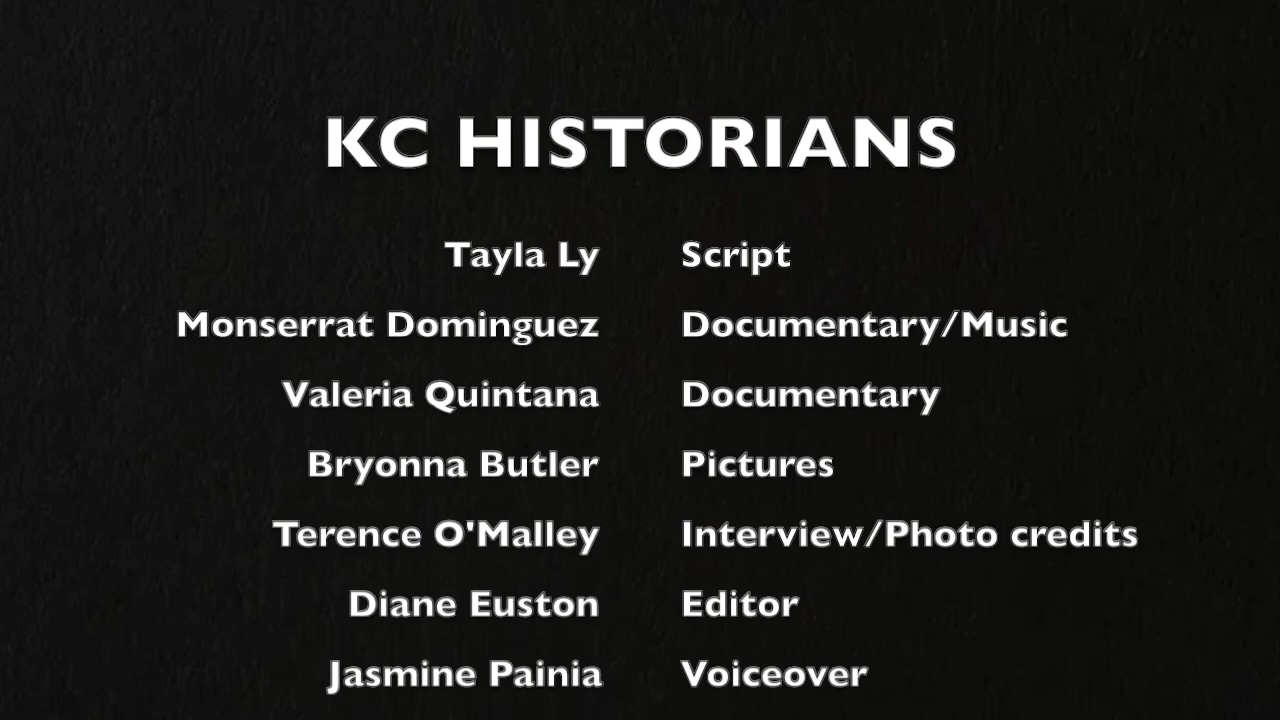 KC HISTORIANS
Tayla Ly Script
Monserrat Dominguez Documentary/Music
Valeria Quintana Documentary
Bryonna Butler Pictures
Terence O'Malley Interview/Photo credits
Diane Euston Editor
Jasmine Painia Voiceover